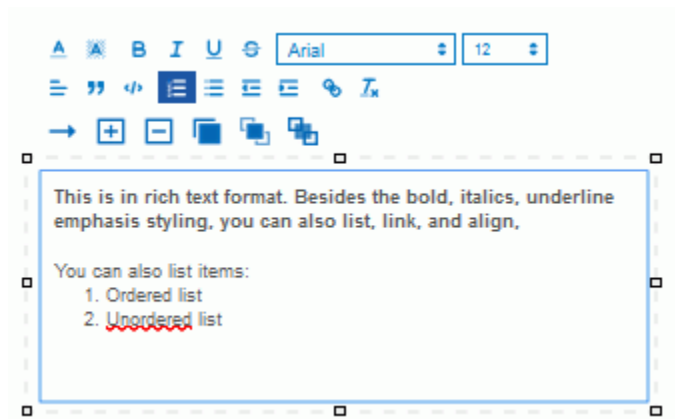 A A B I U S Arial 12
This is in rich text format. Besides the bold, italics, underline
emphasis styling, you can also list, link, and align,
You can also list items:
1. Ordered list
2. Unordered list